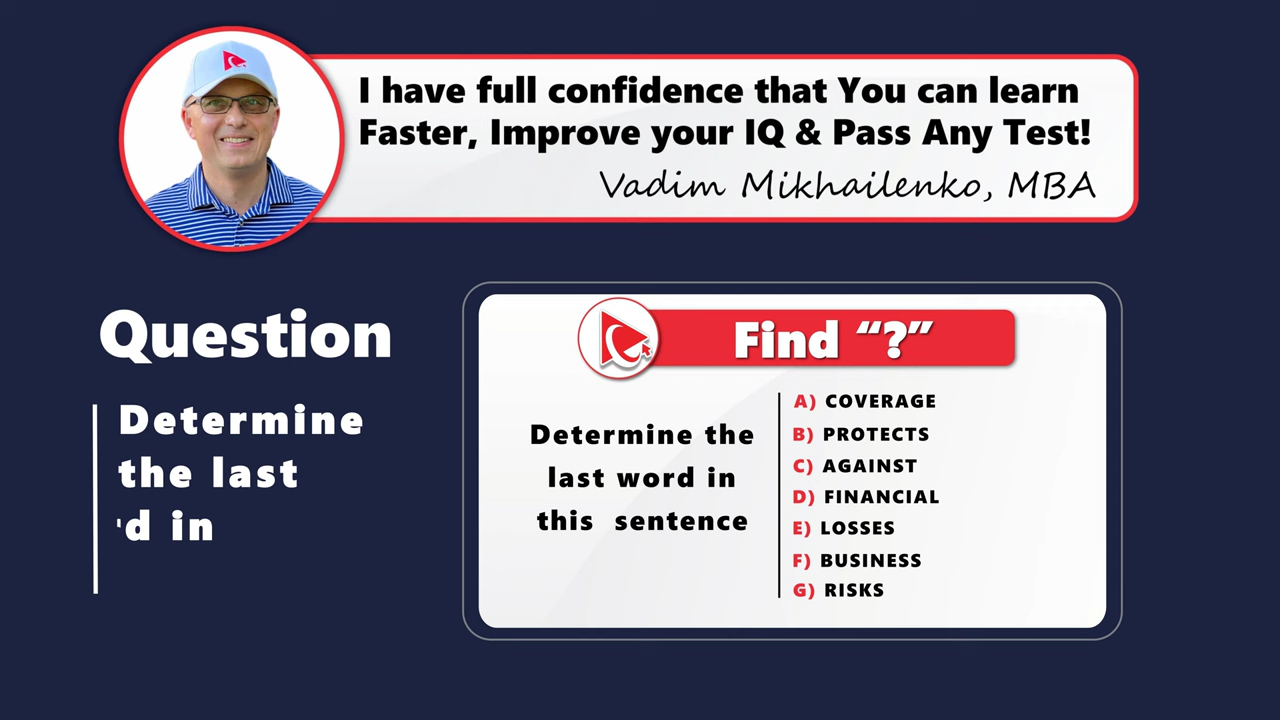 I have full confidence that You can learn
Faster, Improve your IQ & Pass Any Test!
Vadim Mikhailenko, MBA
Question
Determine
the last
d in
Find “?”
Determine the
last word in
this sentence
A) COVERAGE
B) PROTECTS
C) AGAINST
D) FINANCIAL
E) LOSSES
F) BUSINESS
G) RISKS